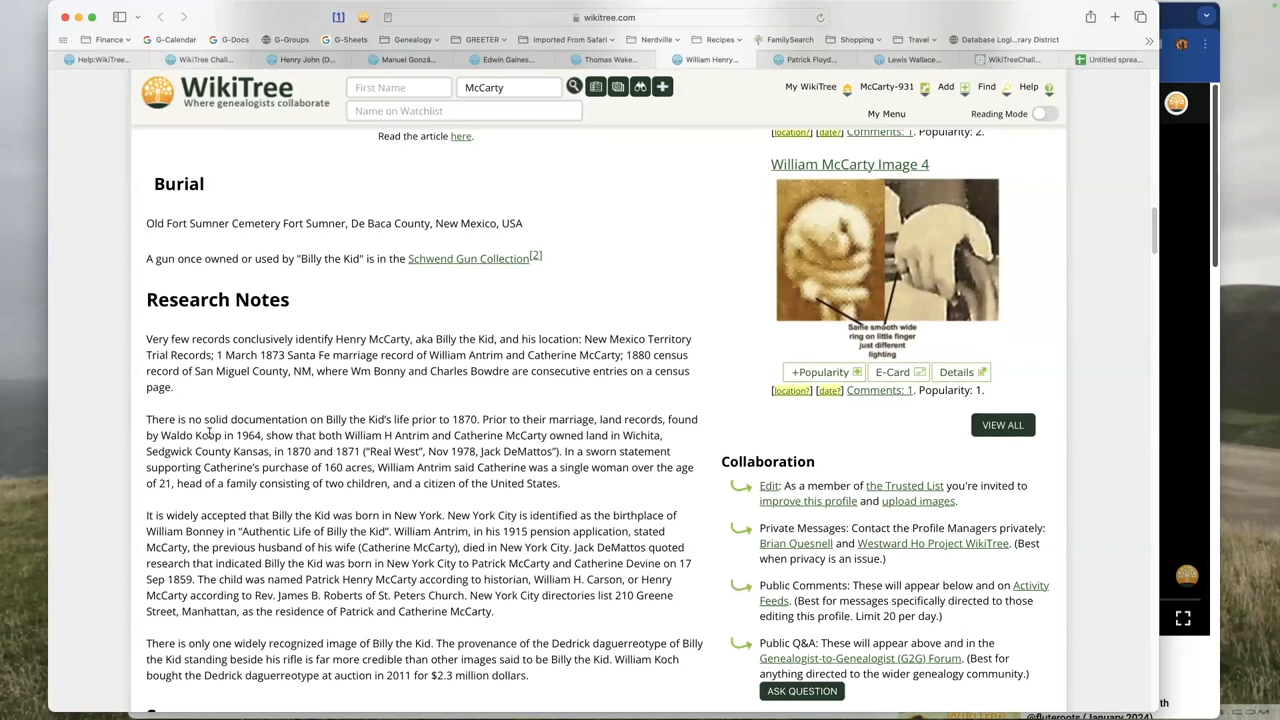 [1]
wikitree.com
Finance
G-Calendar
G-Docs
G-Groups
G-Sheets
Genealogy
GREETER
Imported From Safari
Nerdville
Recipes
FamilySearch
Shopping
Travel
Database Logi...rary District
Help:WikiTree...
WikiTree Chall...
Henry John (D...
Manuel Gonzá...
Edwin Gaines...
Thomas Wake...
William Henry...
Patrick Floyd...
Lewis Wallace...
WikiTreeChall...
Untitled sprea...
WikiTree
Where genealogists collaborate
First Name
McCarty
Name on Watchlist
My WikiTree
McCarty-931
Add
Find
Help
My Menu
Reading Mode
Read the article here.
Burial
Old Fort Sumner Cemetery Fort Sumner, De Baca County, New Mexico, USA
A gun once owned or used by "Billy the Kid" is in the Schwend Gun Collection[2]
Research Notes
Very few records conclusively identify Henry McCarty, aka Billy the Kid, and his location: New Mexico Territory
Trial Records; 1 March 1873 Santa Fe marriage record of William Antrim and Catherine McCarty; 1880 census
record of San Miguel County, NM, where Wm Bonny and Charles Bowdre are consecutive entries on a census
page.
There is no solid documentation on Billy the Kid's life prior to 1870. Prior to their marriage, land records, found
by Waldo Koop in 1964, show that both William H Antrim and Catherine McCarty owned land in Wichita,
Sedgwick County Kansas, in 1870 and 1871 ("Real West", Nov 1978, Jack DeMattos"). In a sworn statement
supporting Catherine's purchase of 160 acres, William Antrim said Catherine was a single woman over the age
of 21, head of a family consisting of two children, and a citizen of the United States.
It is widely accepted that Billy the Kid was born in New York. New York City is identified as the birthplace of
William Bonney in "Authentic Life of Billy the Kid". William Antrim, in his 1915 pension application, stated
McCarty, the previous husband of his wife (Catherine McCarty), died in New York City. Jack DeMattos quoted
research that indicated Billy the Kid was born in New York City to Patrick McCarty and Catherine Devine on 17
Sep 1859. The child was named Patrick Henry McCarty according to historian, William H. Carson, or Henry
McCarty according to Rev. James B. Roberts of St. Peters Church. New York City directories list 210 Greene
Street, Manhattan, as the residence of Patrick and Catherine McCarty.
There is only one widely recognized image of Billy the Kid. The provenance of the Dedrick daguerreotype of Billy
the Kid standing beside his rifle is far more credible than other images said to be Billy the Kid. William Koch
bought the Dedrick daguerreotype at auction in 2011 for $2.3 million dollars.
[location?] [date?] Comments: 1. Popularity: 2.
William McCarty Image 4
Same smooth wide
ring on little finger
just different
lighting
+Popularity
E-Card
Details
[location?] [date?] Comments: 1. Popularity: 1.
VIEW ALL
Collaboration
Edit: As a member of the Trusted List you're invited to
improve this profile and upload images.
Private Messages: Contact the Profile Managers privately:
Brian Quesnell and Westward Ho Project WikiTree. (Best
when privacy is an issue.)
Public Comments: These will appear below and on Activity
Feeds. (Best for messages specifically directed to those
editing this profile. Limit 20 per day.)
Public Q&A: These will appear above and in the
Genealogist-to-Genealogist (G2G) Forum. (Best for
anything directed to the wider genealogy community.)
ASK QUESTION